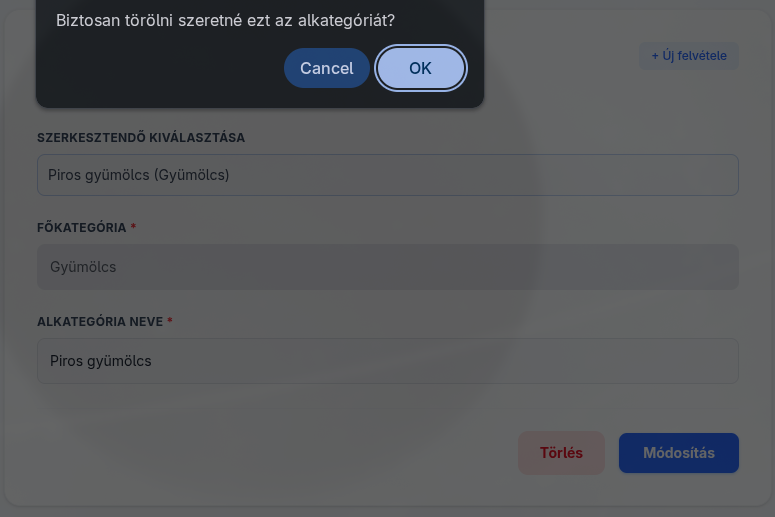 Biztosan törölni szeretné ezt az alkategóriát?
Cancel
OK
+ Új felvétele
SZERKESZTENDŐ KIVÁLASZTÁSA
Piros gyümölcs (Gyümölcs)
FŐKATEGÓRIA *
Gyümölcs
ALKATEGÓRIA NEVE *
Piros gyümölcs
Törlés
Módosítás